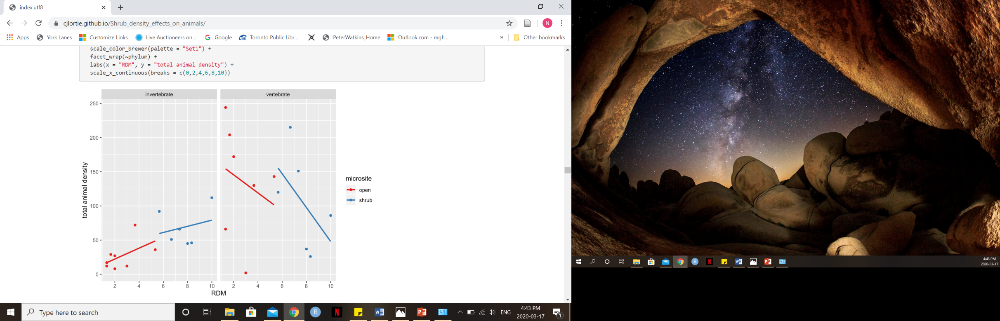 index.utf8
cjlortie.github.io/Shrub_density_effects_on_animals/
N
Apps
York Lanes
Customize Links
Live Auctioneers on...
Google
Toronto Public Libr...
PeterWatkins_Home
Outlook.com - mgh...
»
Other bookmarks
scale_color_brewer(palette = "Set1") +
facet_wrap(~phylum) +
labs(x = "RDM", y = "total animal density") +
scale_x_continuous(breaks = c(0,2,4,6,8,10))
invertebrate
vertebrate
250
200
150
100
50
0
total animal density
2 4 6 8 10
2 4 6 8 10
RDM
microsite
open
shrub
Type here to search
R
N
W
P
ENG
4:43 PM
2020-03-17
1
R
N
W
P
4:43 PM
2020-03-17